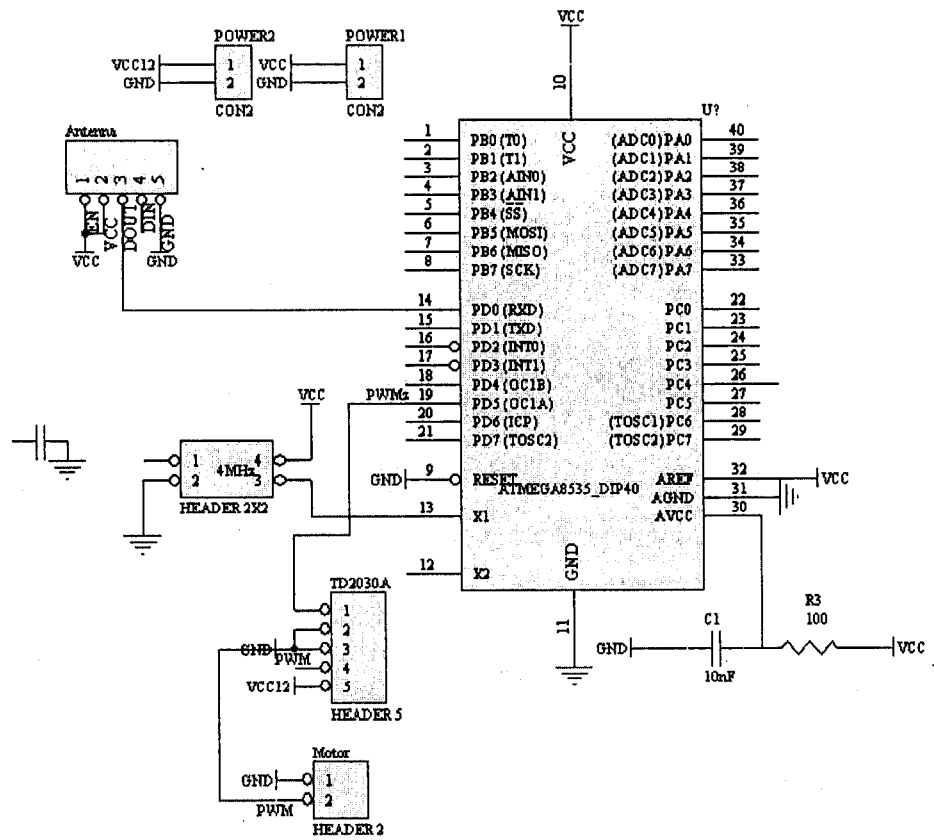 VCC
POWER2
POWER1
VCC12
1
VCC
1
GND
2
GND
2
CON2
CON2
10
U?
Antenna
1 2 3 4 5
EN
VCC
DOUT
DIN
GND
VCC
GND
VCC
1 PB0 (T0)
2 PB1 (T1)
3 PB2 (AIN0)
4 PB3 (AIN1)
5 PB4 (SS)
6 PB5 (MOSI)
7 PB6 (MISO)
8 PB7 (SCK)
14 PD0 (RXD)
15 PD1 (TXD)
16 PD2 (INT0)
17 PD3 (INT1)
18 PD4 (OC1B)
PWMs 19 PD5 (OC1A)
20 PD6 (ICP)
21 PD7 (TOSC2)
GND 9 RESET
13 X1
12 X2
(ADC0)PA0 40
(ADC1)PA1 39
(ADC2)PA2 38
(ADC3)PA3 37
(ADC4)PA4 36
(ADC5)PA5 35
(ADC6)PA6 34
(ADC7)PA7 33
PC0 22
PC1 23
PC2 24
PC3 25
PC4 26
PC5 27
(TOSC1)PC6 28
(TOSC2)PC7 29
AREF 32 VCC
AGND 31
AVCC 30
ATMEGA8535_DIP40
GND
11
VCC
1 4
4MHz
2 3
HEADER 2X2
TD2030A
1
2
GND 3
PWM
4
VCC12 5
HEADER 5
Motor
GND 1
2
PWM
HEADER 2
C1
R3
100
GND
VCC
10nF